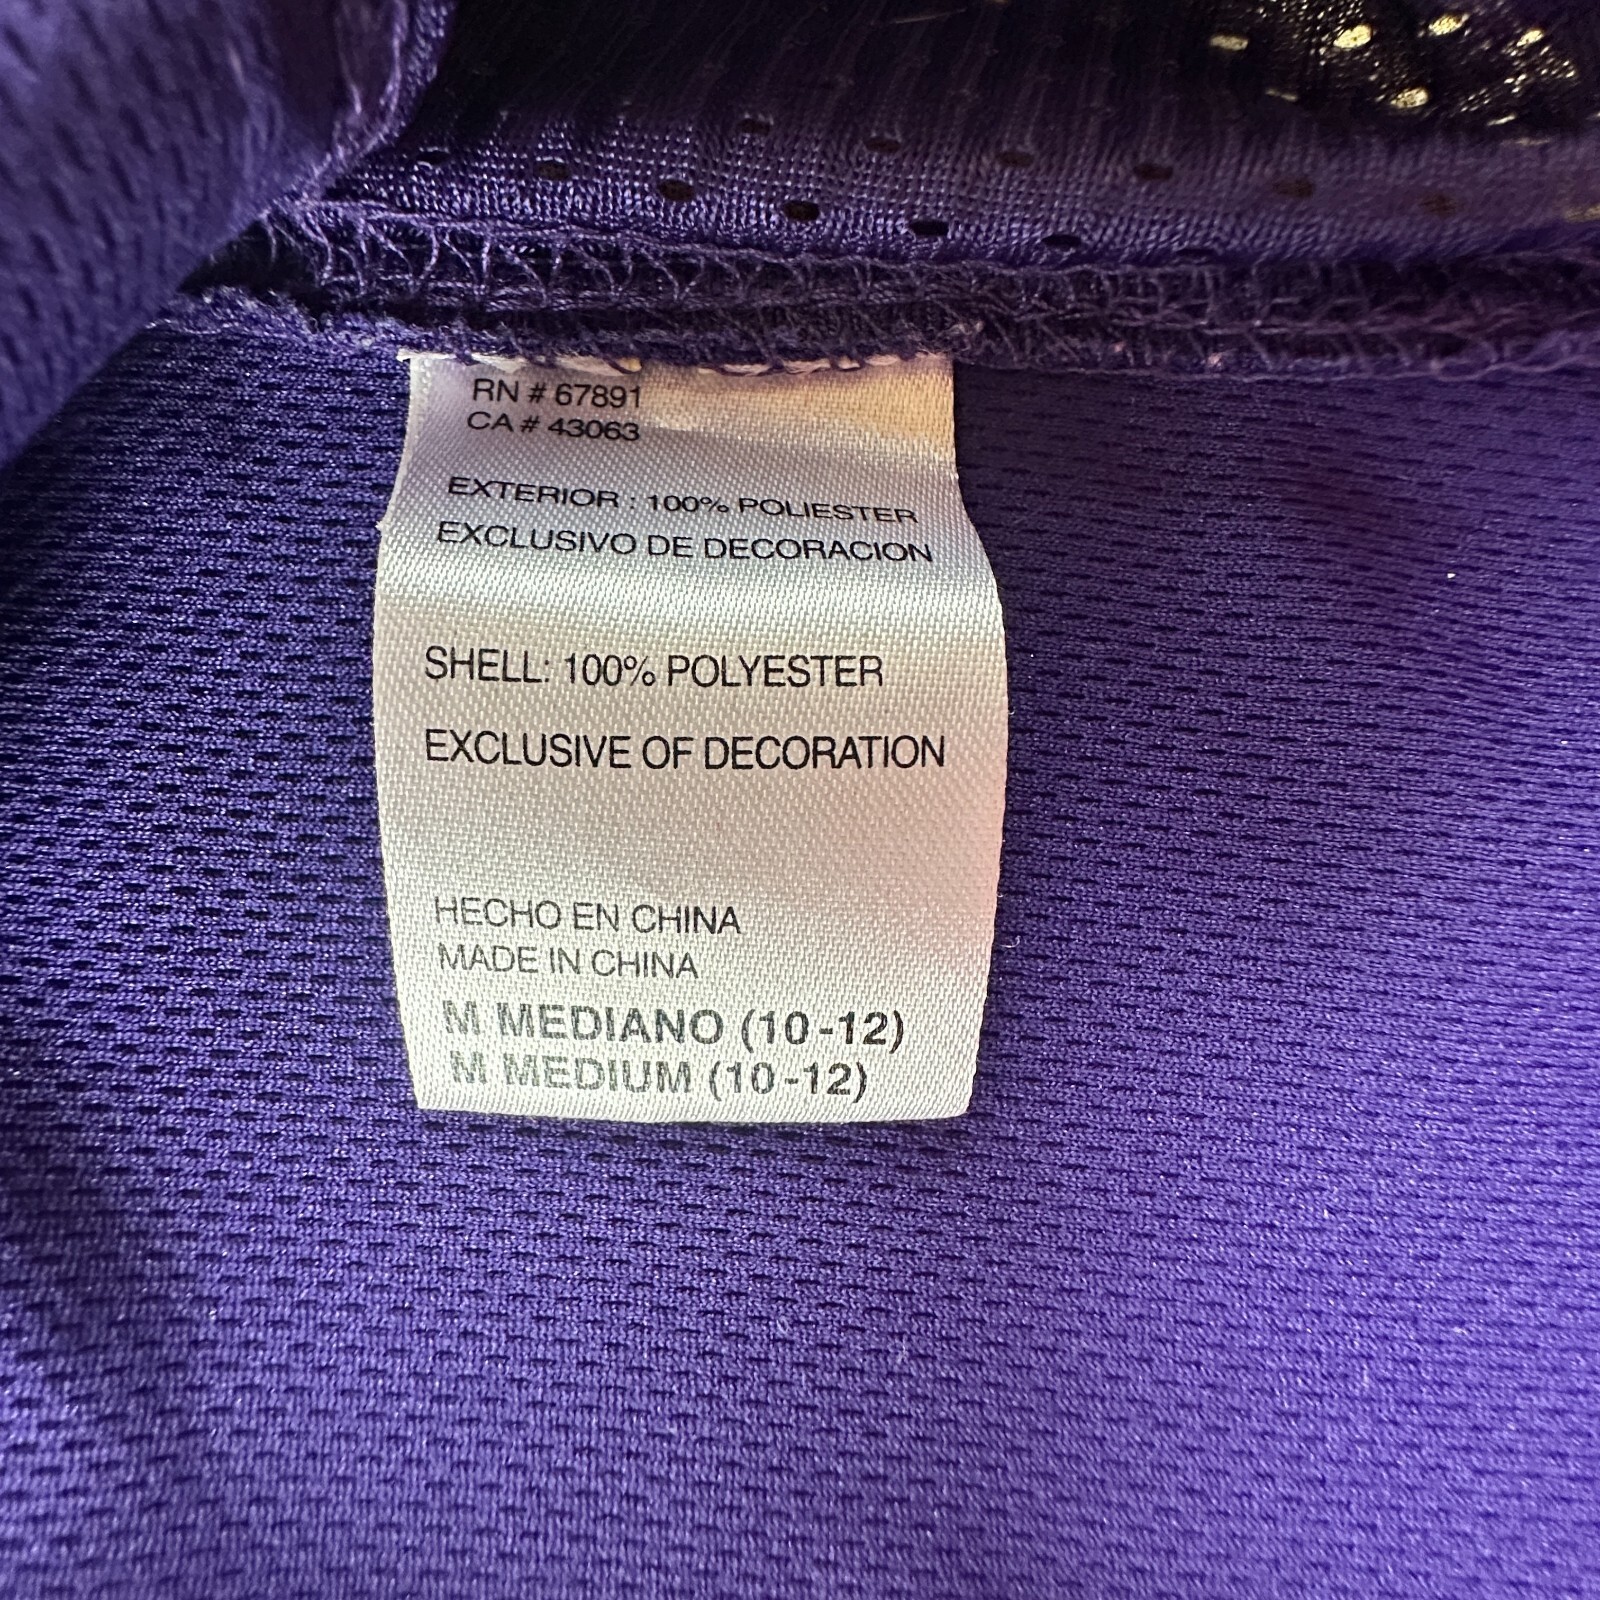 RN # 67891
CA # 43063
EXTERIOR : 100% POLIESTER
EXCLUSIVO DE DECORACION
SHELL: 100% POLYESTER
EXCLUSIVE OF DECORATION
HECHO EN CHINA
MADE IN CHINA
M MEDIANO (10-12)
M MEDIUM (10-12)